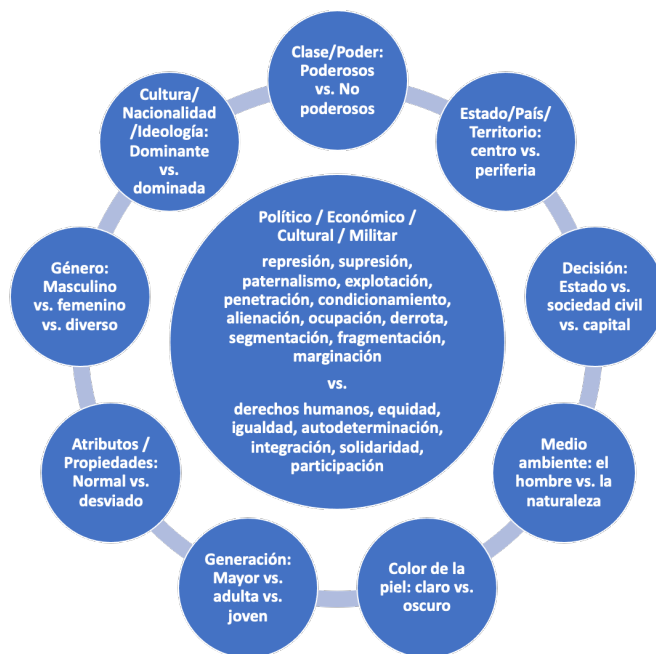 Clase/Poder:
Poderosos
vs. No
poderosos
Estado/País/
Territorio:
centro vs.
periferia
Decisión:
Estado vs.
sociedad civil
vs. capital
Medio
ambiente: el
hombre vs. la
naturaleza
Color de la
piel: claro vs.
oscuro
Generación:
Mayor vs.
adulta vs.
joven
Atributos /
Propiedades:
Normal vs.
desviado
Género:
Masculino
vs. femenino
vs. diverso
Cultura/
Nacionalidad
/Ideología:
Dominante
vs.
dominada
Político / Económico /
Cultural / Militar
represión, supresión,
paternalismo, explotación,
penetración, condicionamiento,
alienación, ocupación, derrota,
segmentación, fragmentación,
marginación
vs.
derechos humanos, equidad,
igualdad, autodeterminación,
integración, solidaridad,
participación